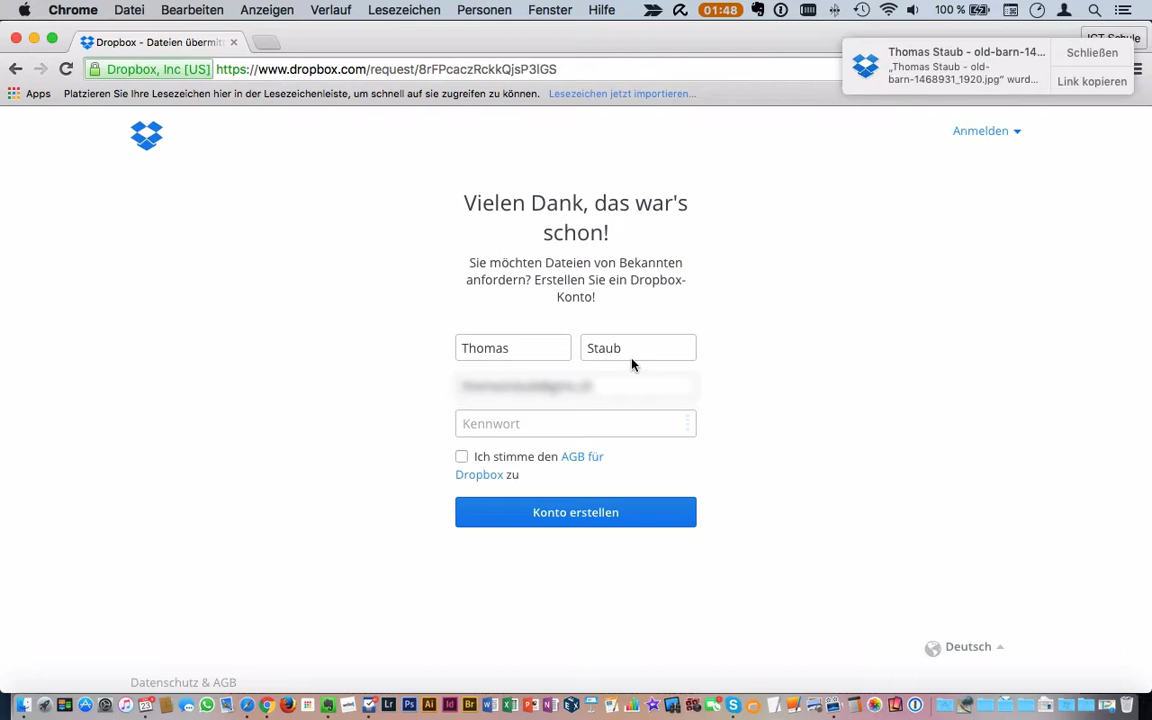 Chrome Datei Bearbeiten Anzeigen Verlauf Lesezeichen Personen Fenster Hilfe 01:48 100 %
Dropbox - Dateien übermit
ICT Schule
Dropbox, Inc [US] https://www.dropbox.com/request/8rFPcaczRckkQjsP3lGS
Apps Platzieren Sie Ihre Lesezeichen hier in der Lesezeichenleiste, um schnell auf sie zugreifen zu können. Lesezeichen jetzt importieren...
Thomas Staub - old-barn-14...
„Thomas Staub - old-
barn-1468931_1920.jpg“ wurd...
Schließen
Link kopieren
Anmelden
Vielen Dank, das war's
schon!
Sie möchten Dateien von Bekannten
anfordern? Erstellen Sie ein Dropbox-
Konto!
Thomas Staub
Kennwort
Ich stimme den AGB für
Dropbox zu
Konto erstellen
Deutsch
Datenschutz & AGB